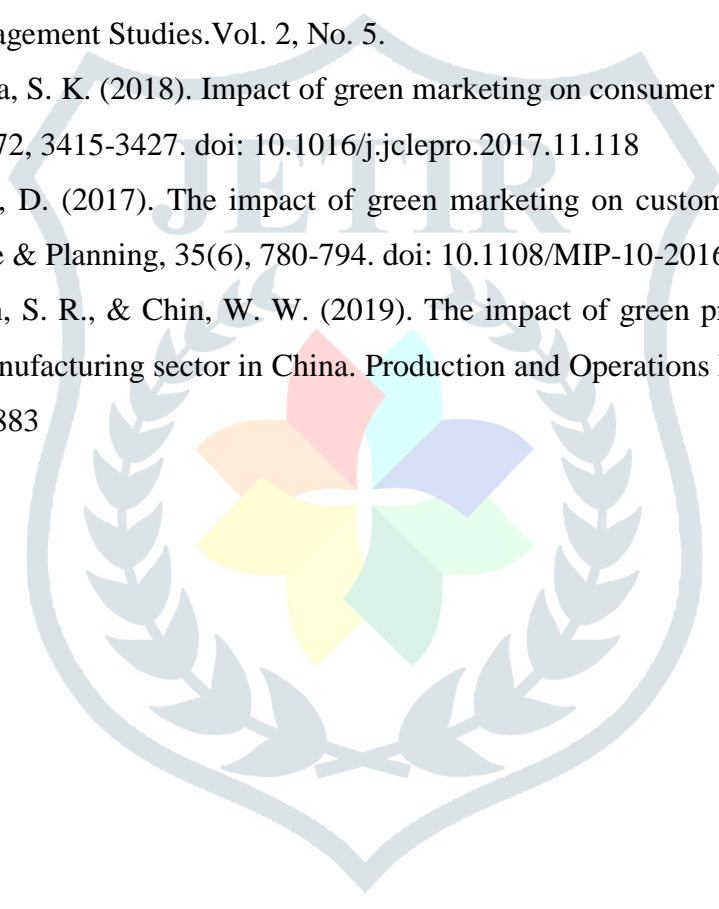 agement Studies.Vol. 2, No. 5.
a, S. K. (2018). Impact of green marketing on consumer
72, 3415-3427. doi: 10.1016/j.jclepro.2017.11.118
, D. (2017). The impact of green marketing on custom
e & Planning, 35(6), 780-794. doi: 10.1108/MIP-10-2016
JETIR
n, S. R., & Chin, W. W. (2019). The impact of green p
nufacturing sector in China. Production and Operations
883